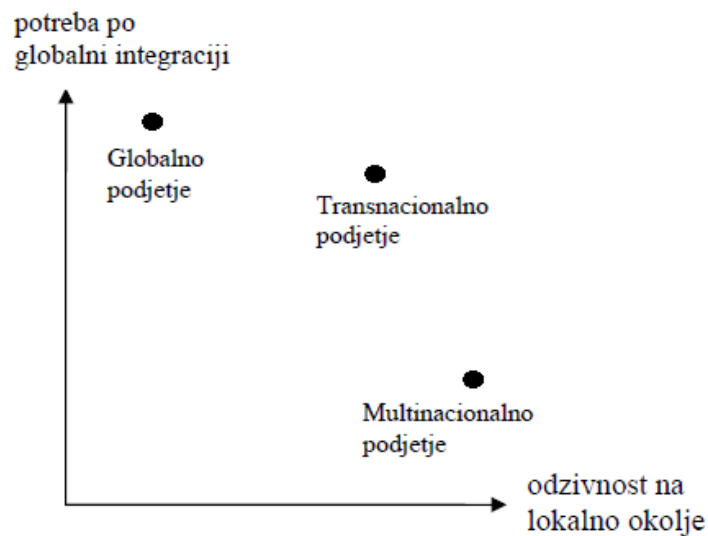 potreba po
globalni integraciji
Globalno
podjetje
Transnacionalno
podjetje
Multinacionalno
podjetje
odzivnost na
lokalno okolje